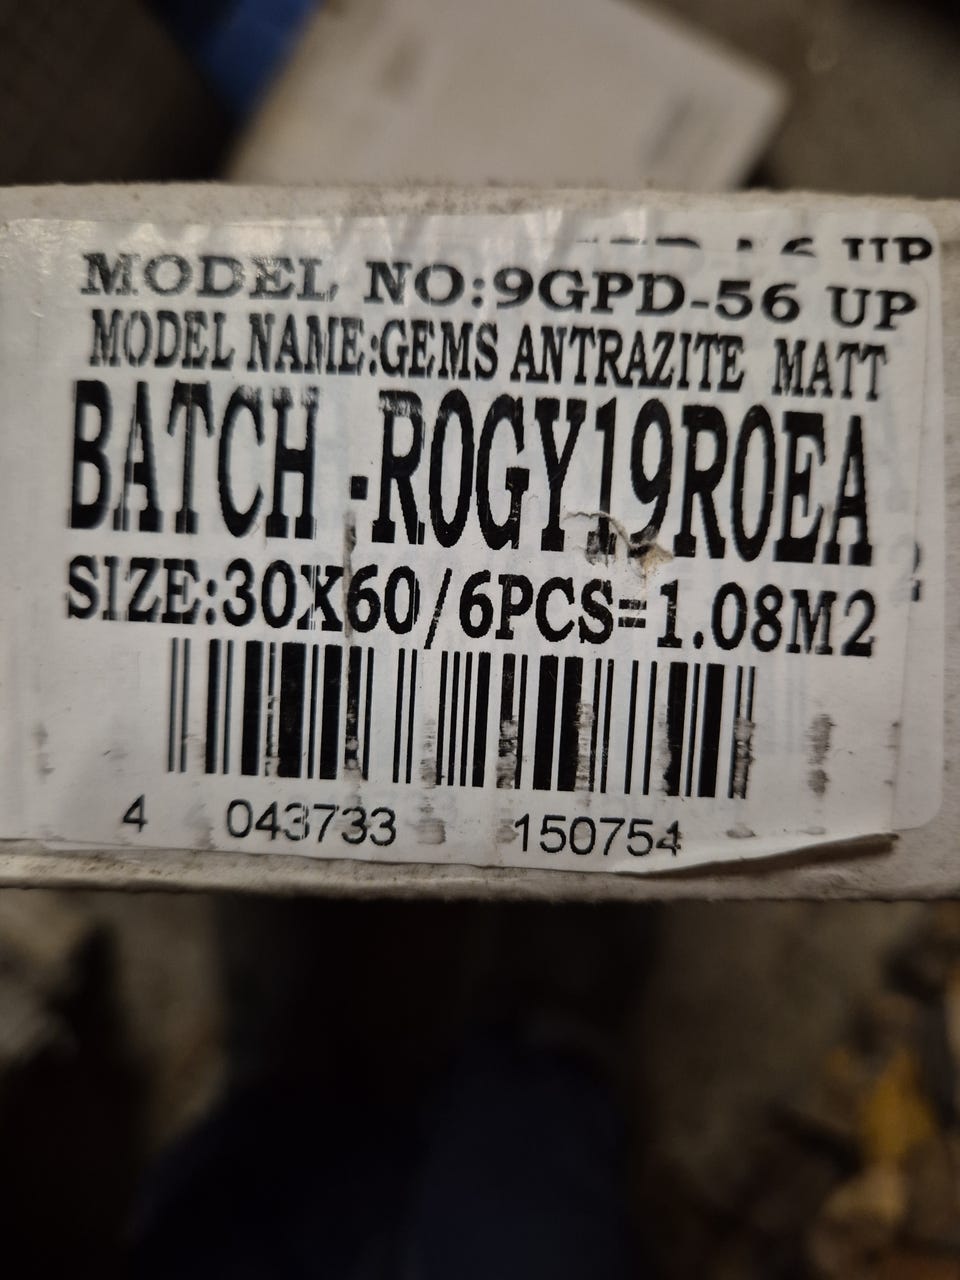 MODEL NO:9GPD-56 UP
MODEL NAME:GEMS ANTRAZITE MATT
BATCH :R0GY19R0EA
SIZE:30X60/6PCS=1.08M2
4 043733 150754